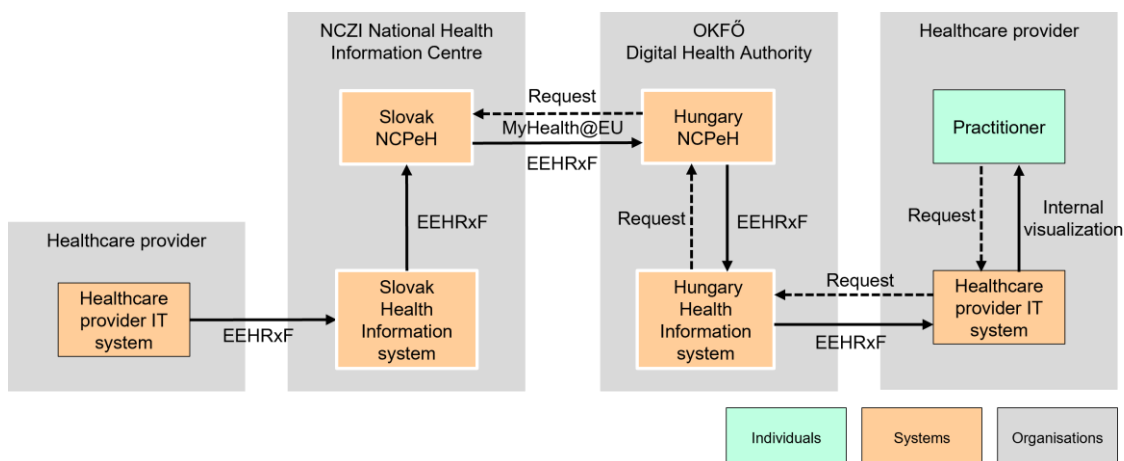 NCZI National Health
Information Centre
OKFŐ
Digital Health Authority
Healthcare provider
Slovak
NCPeH
Request
MyHealth@EU
EEHRxF
Hungary
NCPeH
Practitioner
EEHRxF
Request
EEHRxF
Request
Internal
visualization
Healthcare provider
Healthcare
provider IT
system
EEHRxF
Slovak
Health
Information
system
Hungary
Health
Information
system
Request
EEHRxF
Healthcare
provider IT
system
Individuals
Systems
Organisations